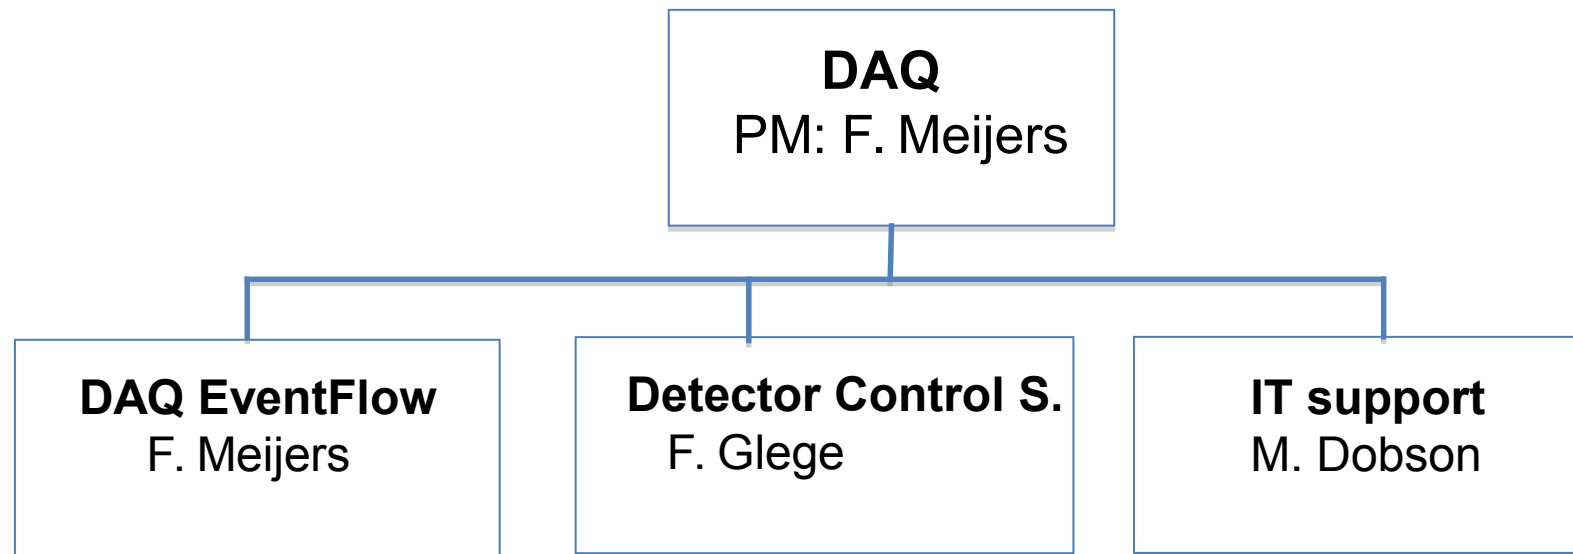 DAQ
PM: F. Meijers
DAQ EventFlow
F. Meijers
Detector Control S.
F. Glege
IT support
M. Dobson